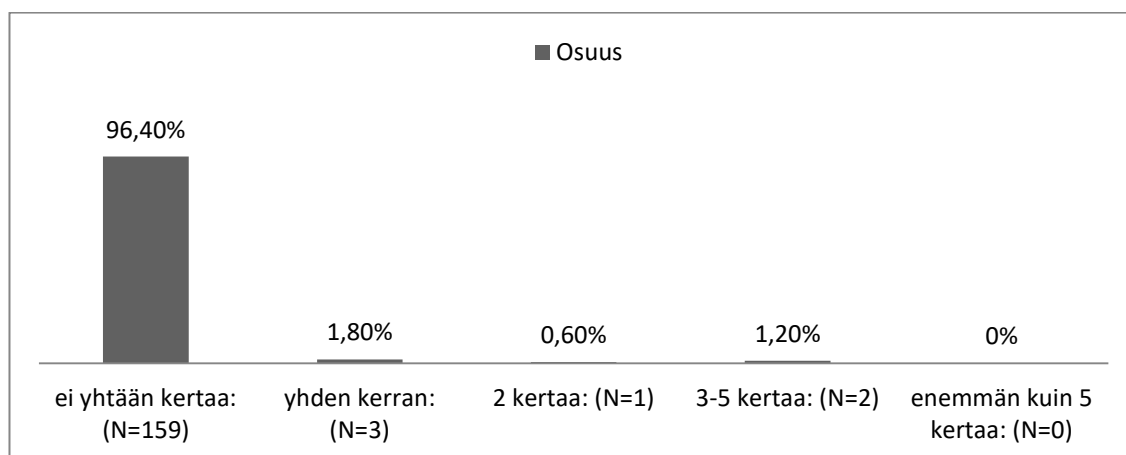 Osuus
96,40%
1,80%
0,60%
1,20%
0%
ei yhtään kertaa:
(N=159)
yhden kerran:
(N=3)
2 kertaa: (N=1)
3-5 kertaa: (N=2)
enemmän kuin 5
kertaa: (N=0)